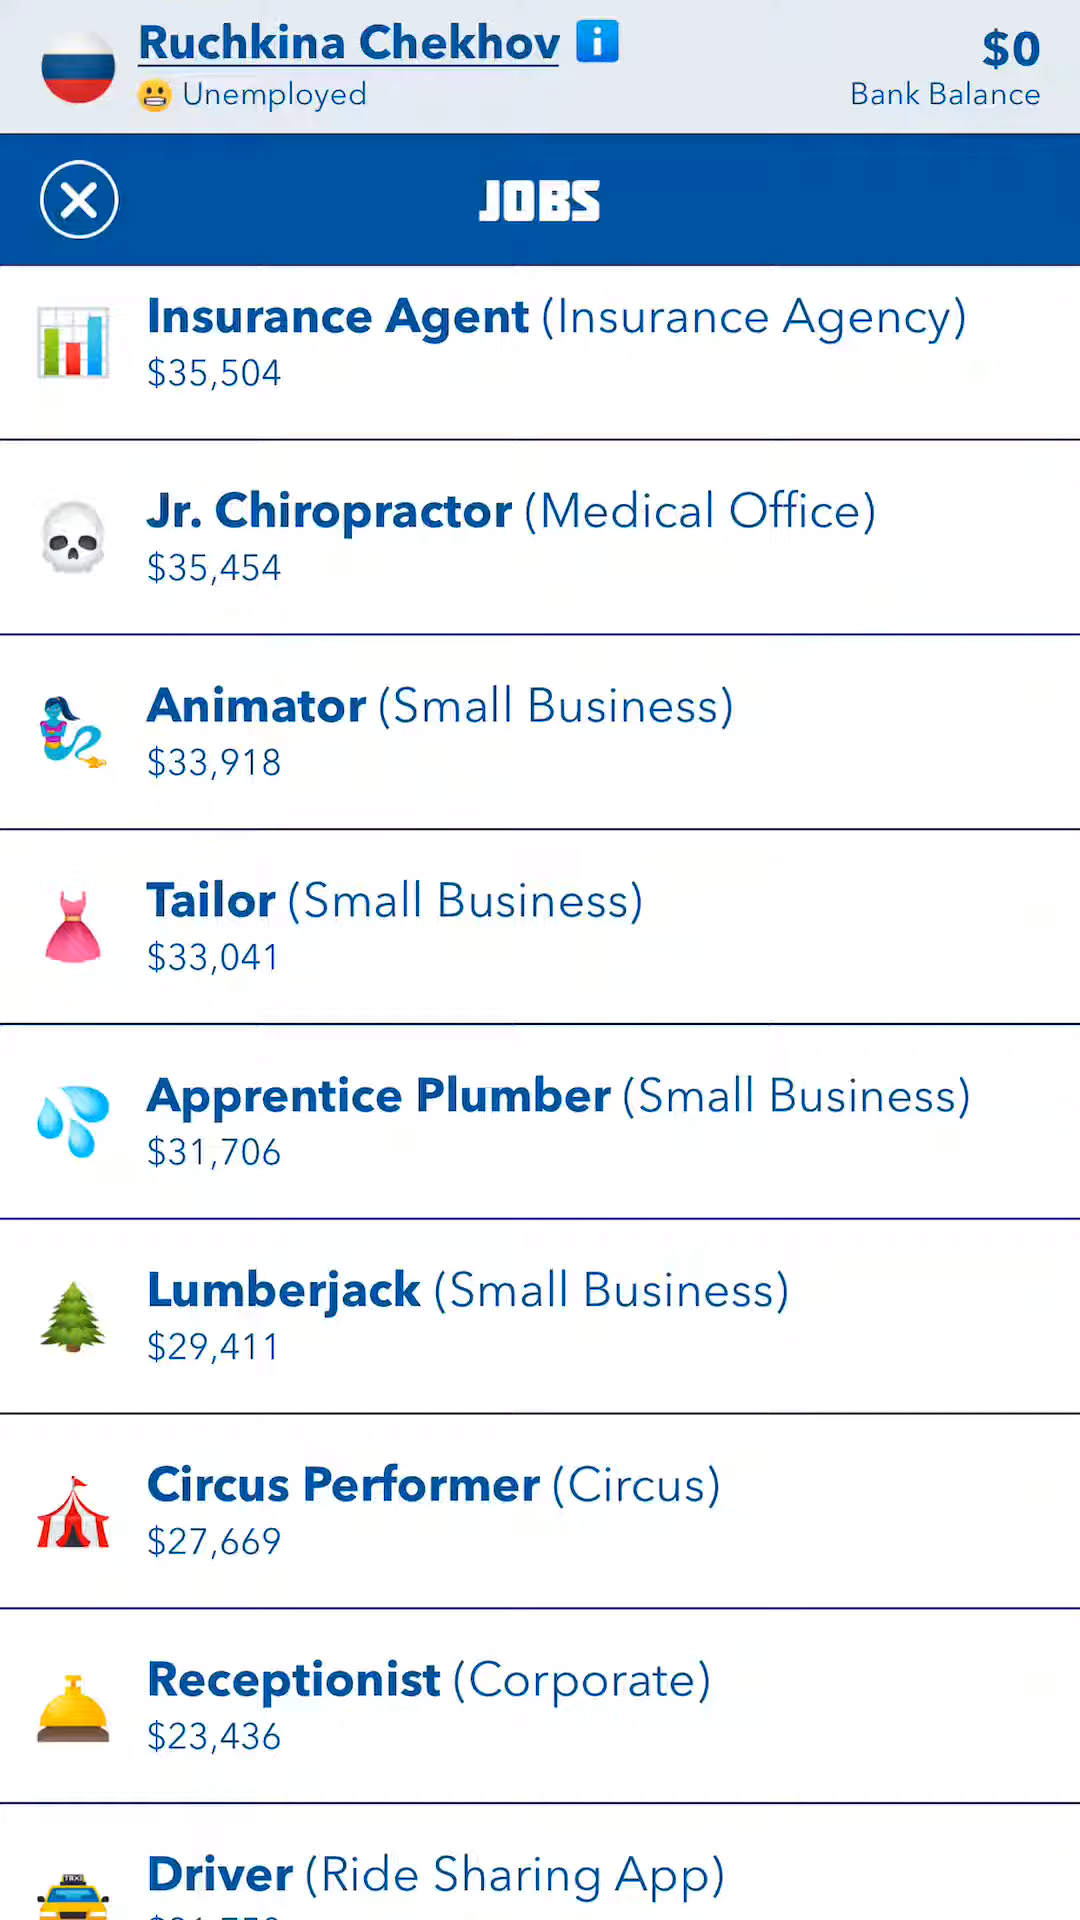 Ruchkina Chekhov
Unemployed
$0
Bank Balance
JOBS
Insurance Agent (Insurance Agency)
$35,504
Jr. Chiropractor (Medical Office)
$35,454
Animator (Small Business)
$33,918
Tailor (Small Business)
$33,041
Apprentice Plumber (Small Business)
$31,706
Lumberjack (Small Business)
$29,411
Circus Performer (Circus)
$27,669
Receptionist (Corporate)
$23,436
Driver (Ride Sharing App)